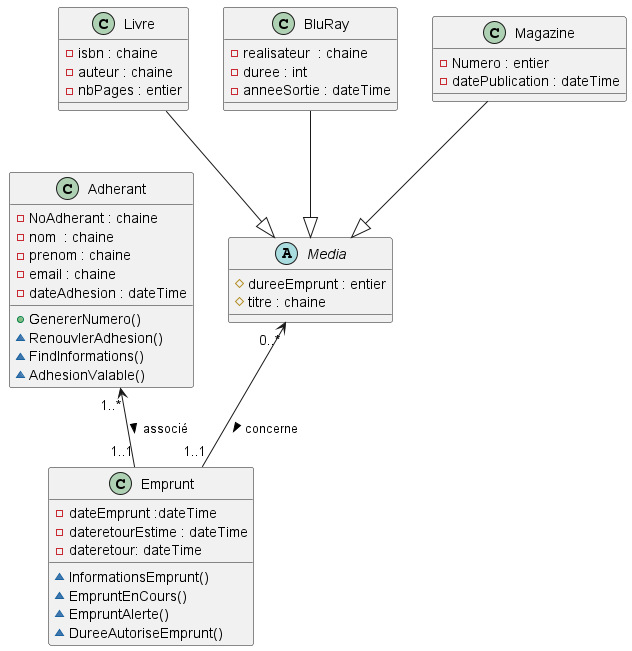 C Livre
isbn : chaine
auteur : chaine
nbPages : entier
C BluRay
realisateur : chaine
duree : int
anneeSortie : dateTime
C Magazine
Numero : entier
datePublication : dateTime
C Adherant
NoAdherant : chaine
nom : chaine
prenom : chaine
email : chaine
dateAdhesion : dateTime
GenererNumero()
RenouvlerAdhesion()
FindInformations()
AdhesionValable()
A Media
dureeEmprunt : entier
titre : chaine
0..*
1..*
associé
concerne
1..1
1..1
C Emprunt
dateEmprunt :dateTime
dateretourEstime : dateTime
dateretour: dateTime
InformationsEmprunt()
EmpruntEnCours()
EmpruntAlerte()
DureeAutoriseEmprunt()